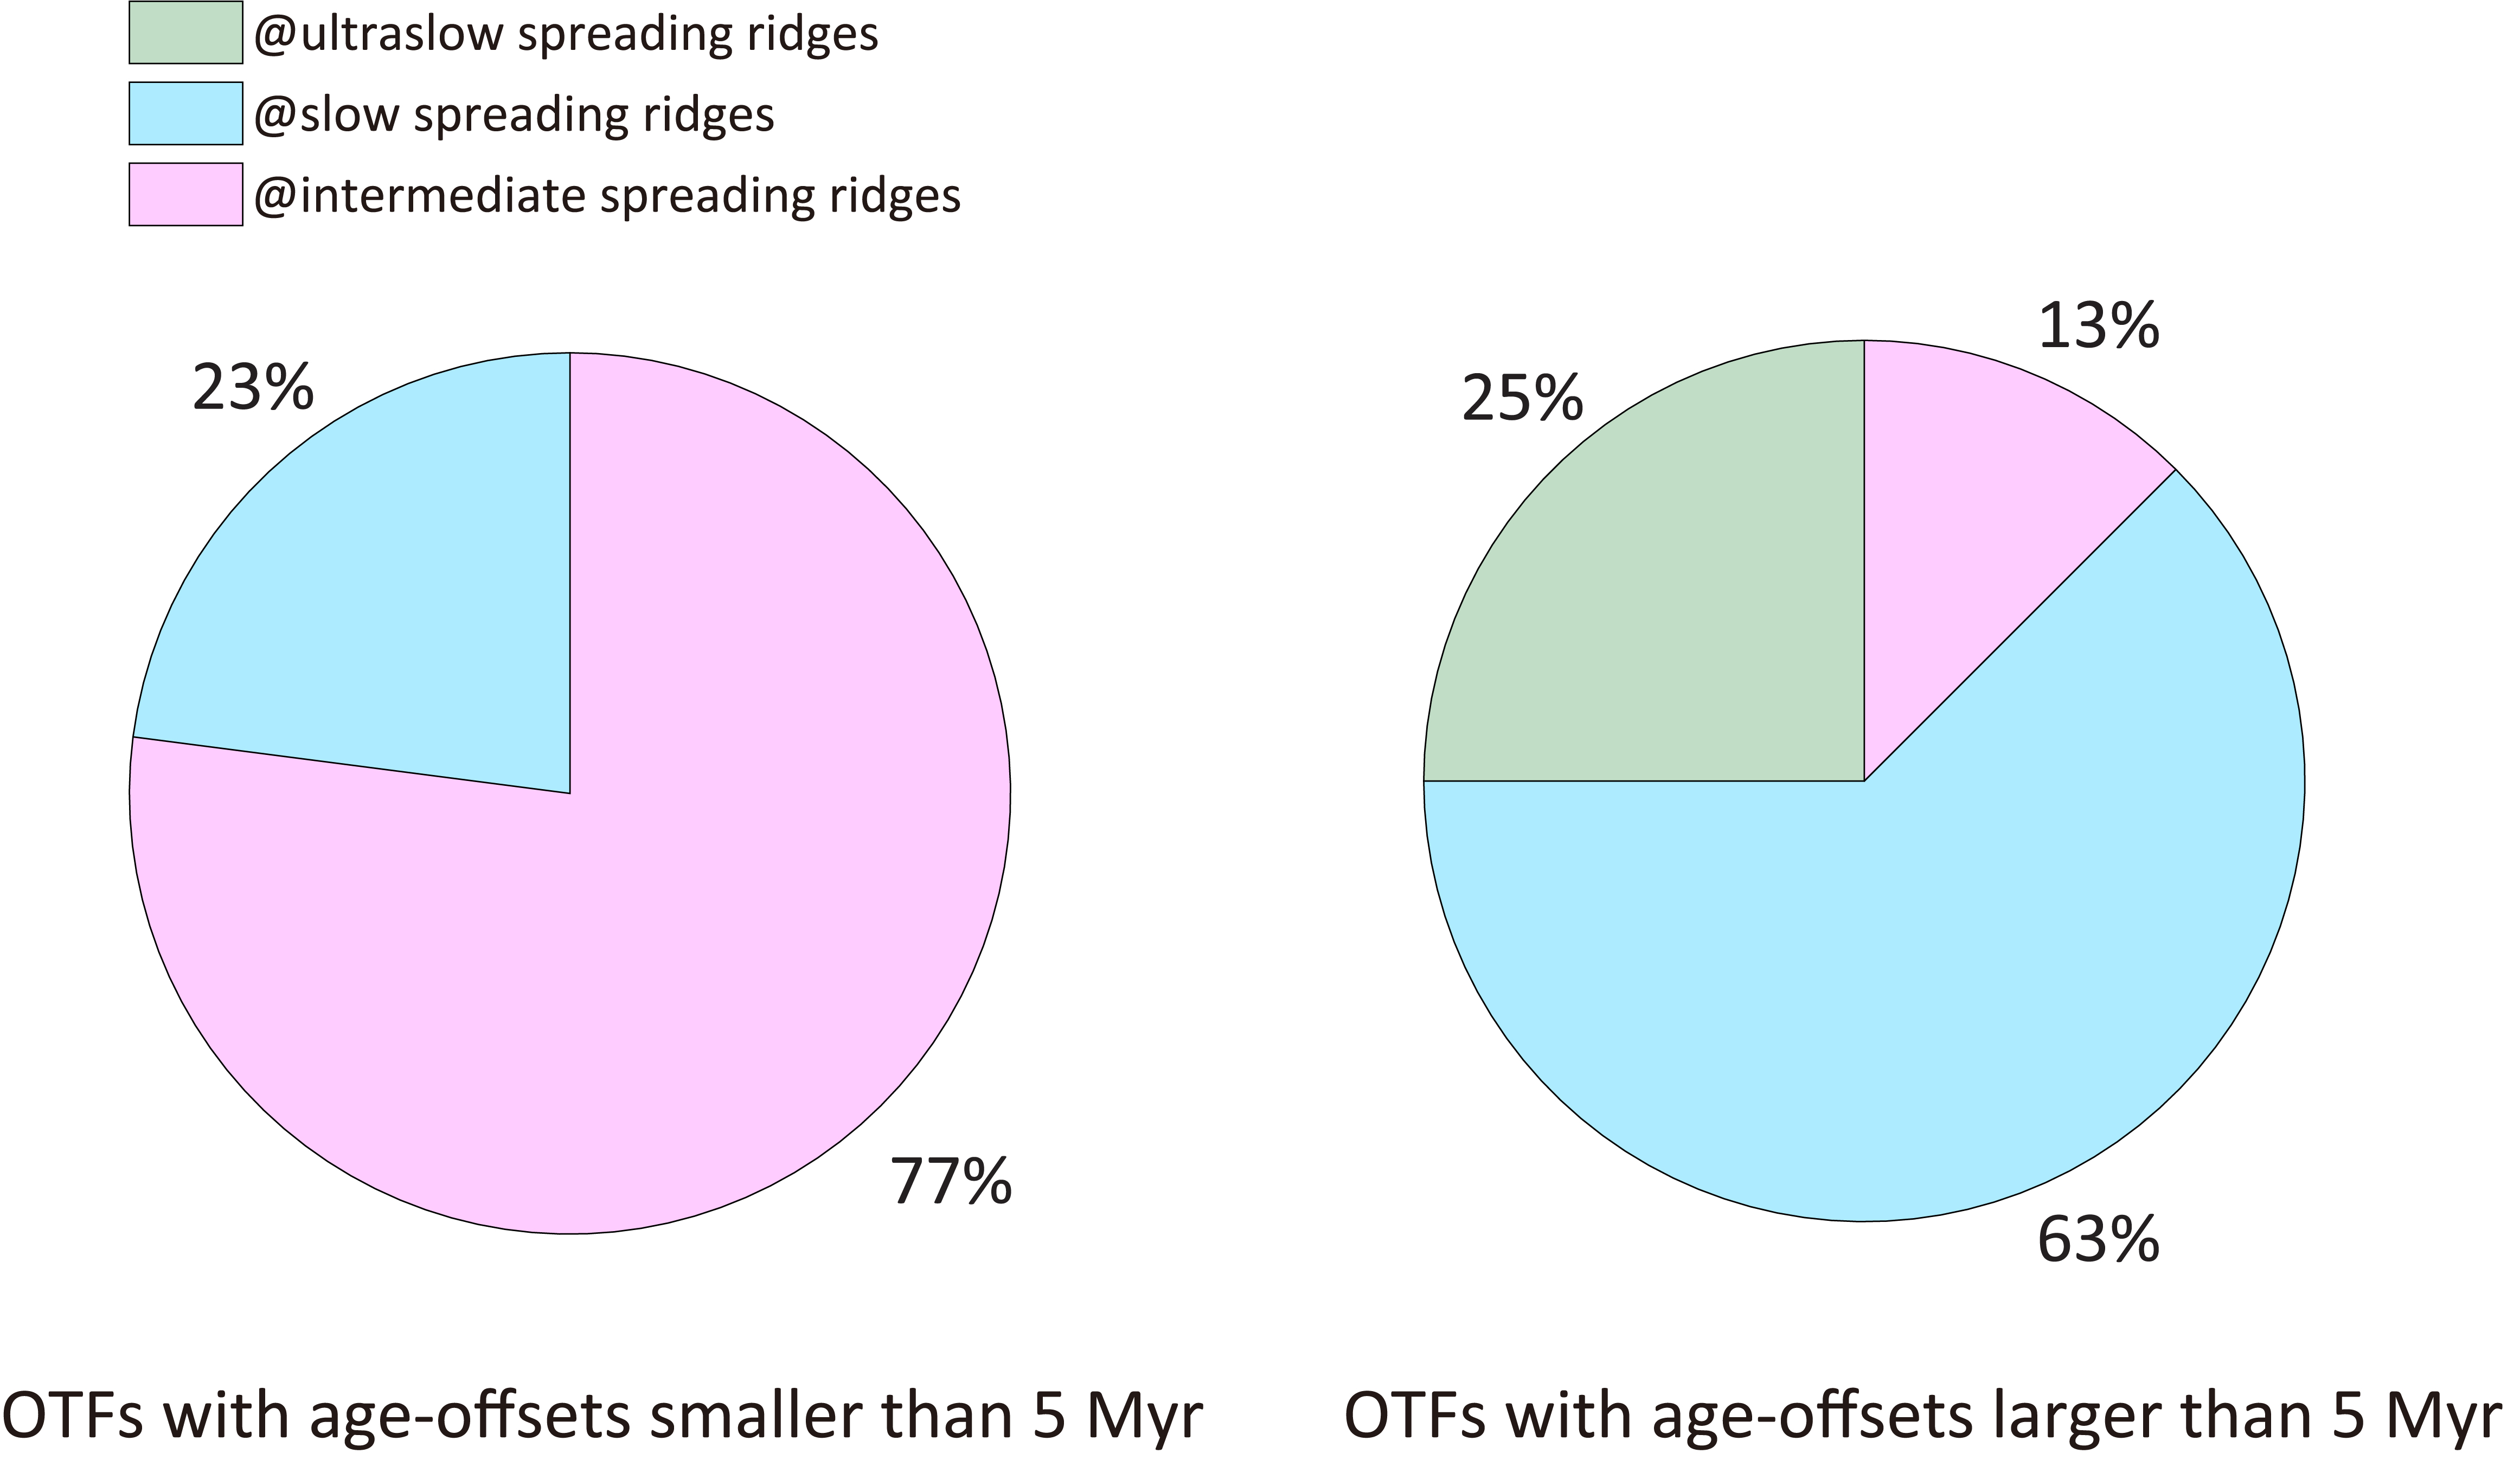 @ultraslow spreading ridges
@slow spreading ridges
@intermediate spreading ridges
23%
77%
25%
13%
63%
OTFs with age-offsets smaller than 5 Myr
OTFs with age-offsets larger than 5 Myr